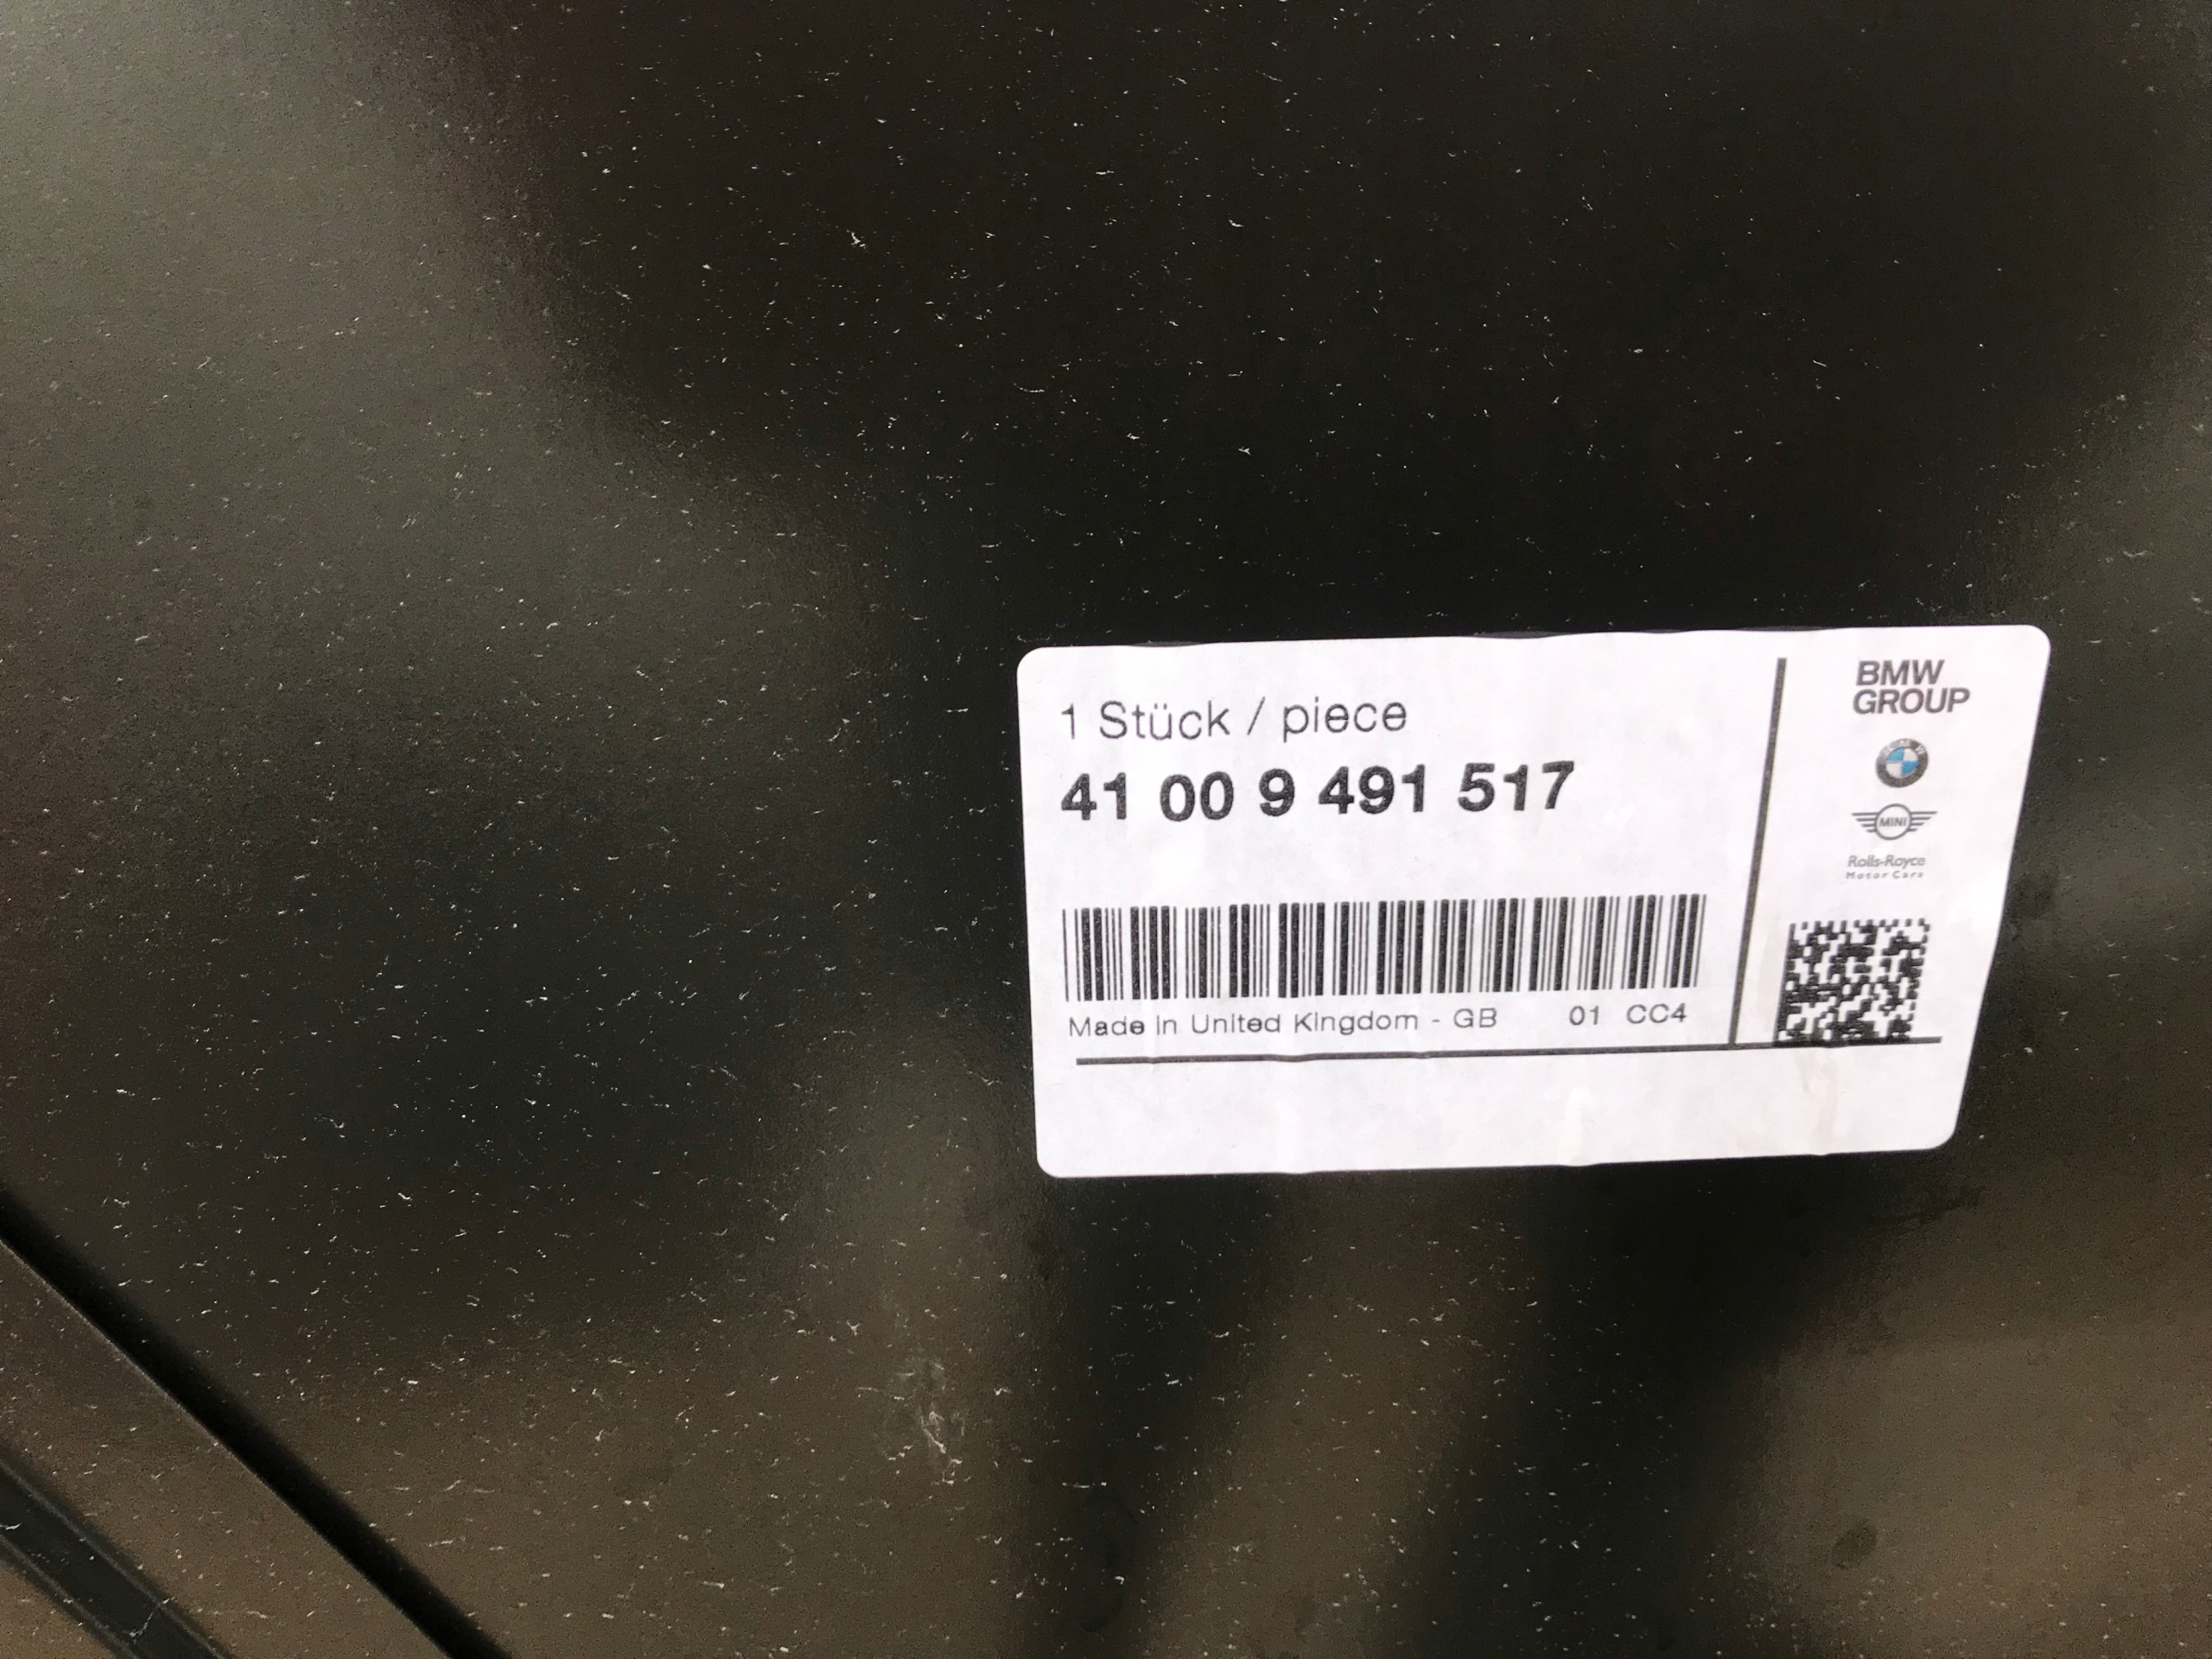 1 Stück / piece
41 00 9 491 517
Made in United Kingdom - GB 01 CC4
BMW
GROUP
BMW
MINI
Rolls-Royce
Motor Cars